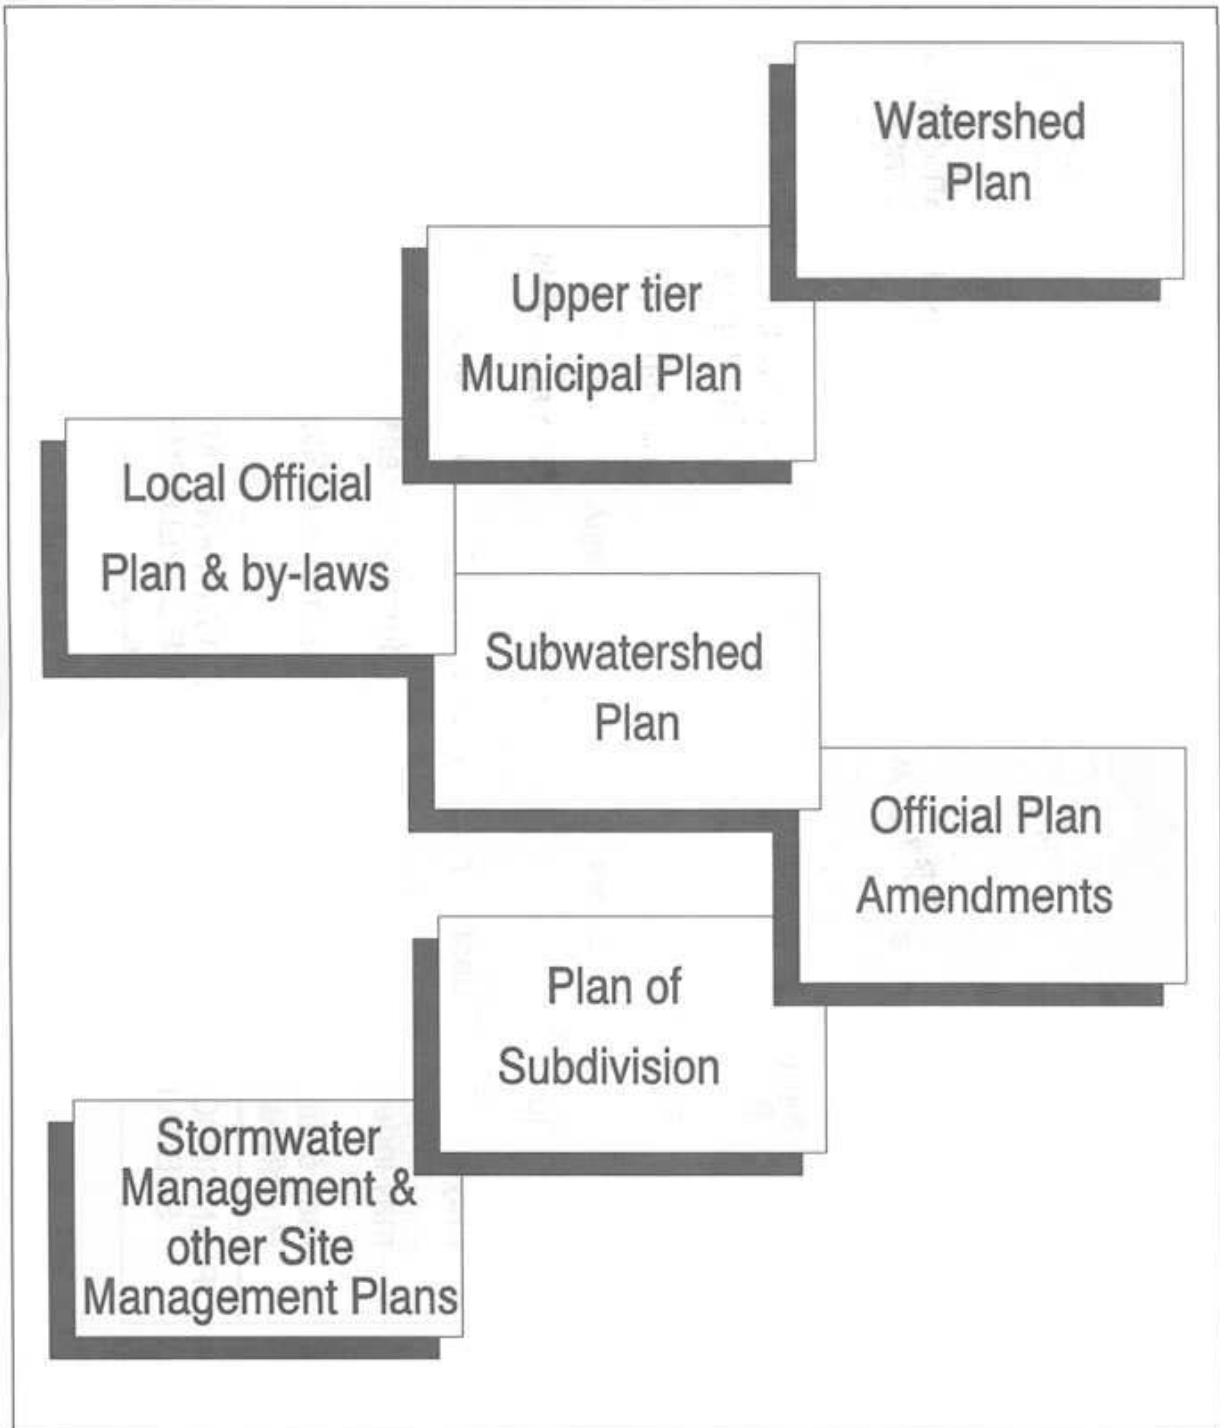 Watershed
Plan
Upper tier
Municipal Plan
Local Official
Plan & by-laws
Subwatershed
Plan
Official Plan
Amendments
Plan of
Subdivision
Stormwater
Management &
other Site
Management Plans